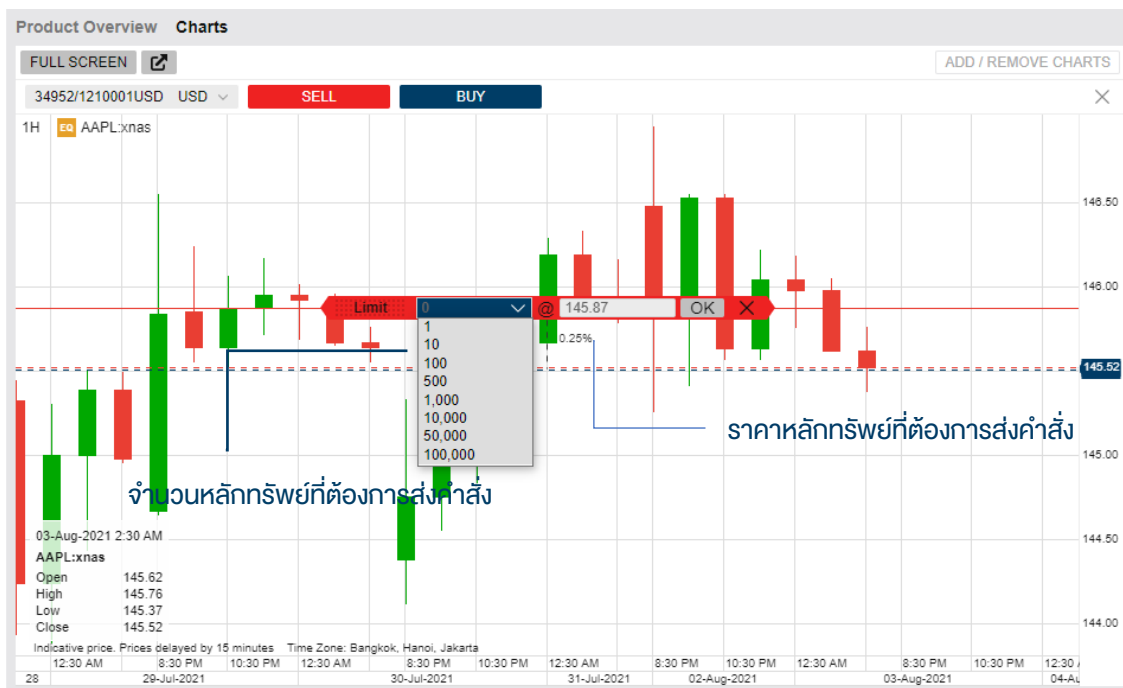 Product Overview Charts
FULL SCREEN ADD / REMOVE CHARTS
34952/1210001USD USD SELL BUY
1H EQ AAPL:xnas
146.50
146.00
Limit 0 @ 145.87 OK
1
10
100
500
1,000
10,000
50,000
100,000
0.25%
145.52
ราคาหลักทรัพย์ที่ต้องการส่งคำสั่ง
145.00
จำนวนหลักทรัพย์ที่ต้องการส่งคำสั่ง
03-Aug-2021 2:30 AM
144.50
AAPL:xnas
Open 145.62
High 145.76
Low 145.37
Close 145.52
144.00
Indicative price. Prices delayed by 15 minutes Time Zone: Bangkok, Hanoi, Jakarta
12:30 AM 8:30 PM 10:30 PM 12:30 AM 8:30 PM 10:30 PM 12:30 AM 8:30 PM 10:30 PM 12:30 AM 8:30 PM 10:30 PM 12:30
28 29-Jul-2021 30-Jul-2021 31-Jul-2021 02-Aug-2021 03-Aug-2021 04-Au